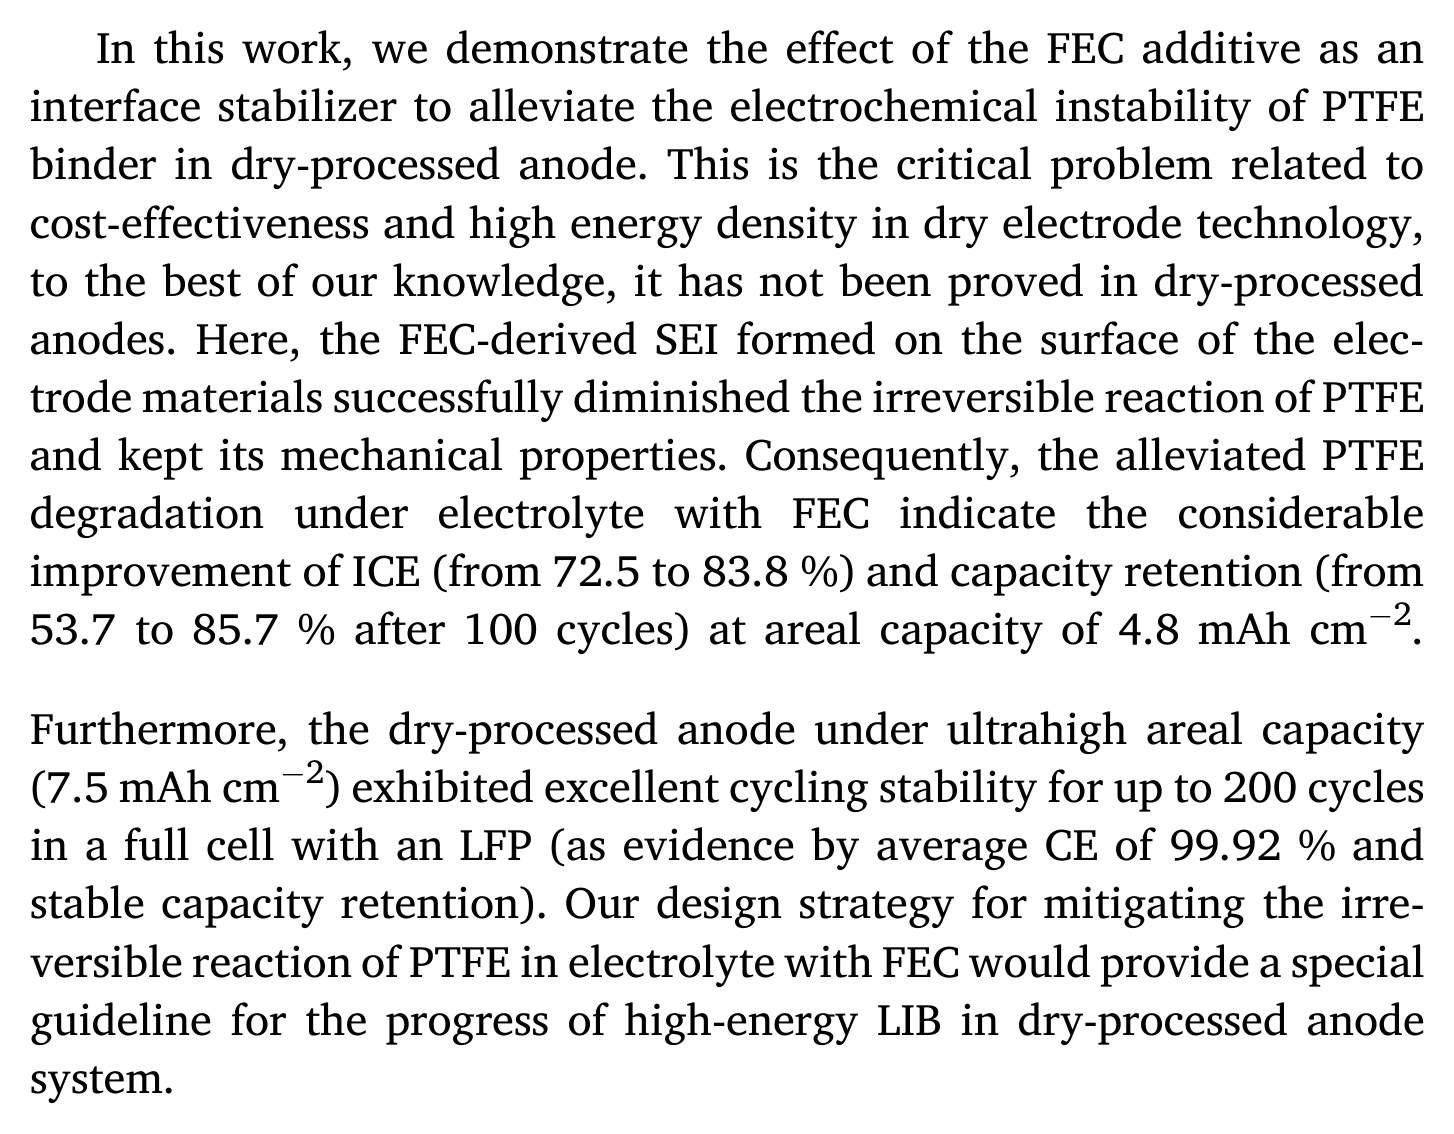 In this work, we demonstrate the effect of the FEC additive as an
interface stabilizer to alleviate the electrochemical instability of PTFE
binder in dry-processed anode. This is the critical problem related to
cost-effectiveness and high energy density in dry electrode technology,
to the best of our knowledge, it has not been proved in dry-processed
anodes. Here, the FEC-derived SEI formed on the surface of the elec-
trode materials successfully diminished the irreversible reaction of PTFE
and kept its mechanical properties. Consequently, the alleviated PTFE
degradation under electrolyte with FEC indicate the considerable
improvement of ICE (from 72.5 to 83.8 %) and capacity retention (from
53.7 to 85.7 % after 100 cycles) at areal capacity of 4.8 mAh cm⁻².
Furthermore, the dry-processed anode under ultrahigh areal capacity
(7.5 mAh cm⁻²) exhibited excellent cycling stability for up to 200 cycles
in a full cell with an LFP (as evidence by average CE of 99.92 % and
stable capacity retention). Our design strategy for mitigating the irre-
versible reaction of PTFE in electrolyte with FEC would provide a special
guideline for the progress of high-energy LIB in dry-processed anode
system.